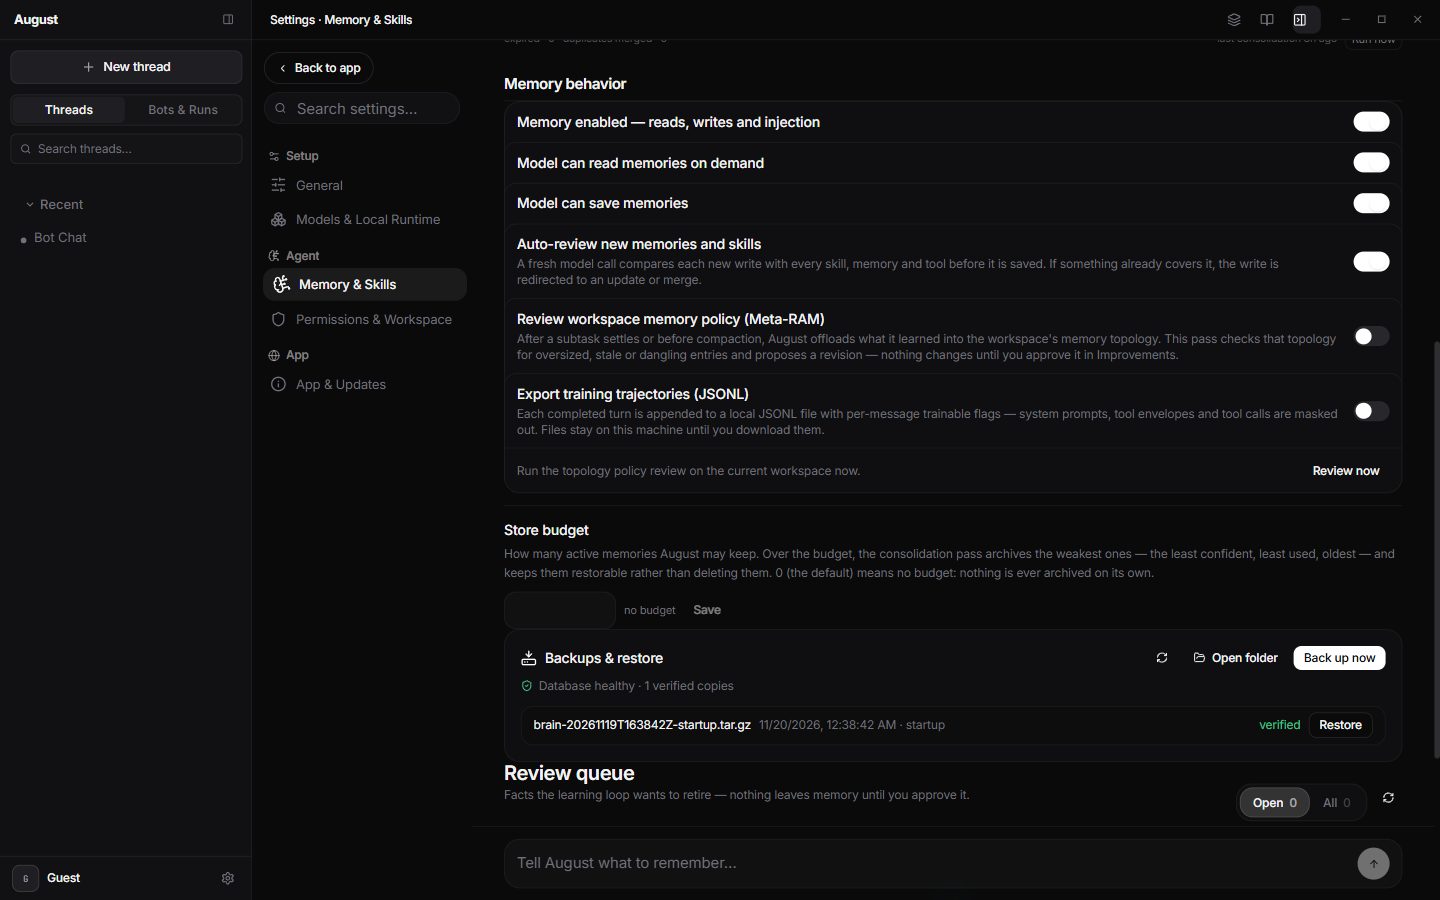 August
Settings · Memory & Skills
New thread
Threads
Bots & Runs
Search threads...
Recent
Bot Chat
G
Guest
Back to app
Search settings...
Setup
General
Models & Local Runtime
Agent
Memory & Skills
Permissions & Workspace
App
App & Updates
expired · 0 · duplicates merged · 0
last consolidation 0h ago
Run now
Memory behavior
Memory enabled — reads, writes and injection
Model can read memories on demand
Model can save memories
Auto-review new memories and skills
A fresh model call compares each new write with every skill, memory and tool before it is saved. If something already covers it, the write is
redirected to an update or merge.
Review workspace memory policy (Meta-RAM)
After a subtask settles or before compaction, August offloads what it learned into the workspace's memory topology. This pass checks that topology
for oversized, stale or dangling entries and proposes a revision — nothing changes until you approve it in Improvements.
Export training trajectories (JSONL)
Each completed turn is appended to a local JSONL file with per-message trainable flags — system prompts, tool envelopes and tool calls are masked
out. Files stay on this machine until you download them.
Run the topology policy review on the current workspace now.
Review now
Store budget
How many active memories August may keep. Over the budget, the consolidation pass archives the weakest ones — the least confident, least used, oldest — and
keeps them restorable rather than deleting them. 0 (the default) means no budget: nothing is ever archived on its own.
no budget
Save
Backups & restore
Open folder
Back up now
Database healthy · 1 verified copies
brain-20261119T163842Z-startup.tar.gz 11/20/2026, 12:38:42 AM · startup
verified
Restore
Review queue
Facts the learning loop wants to retire — nothing leaves memory until you approve it.
Open 0
All 0
Tell August what to remember...